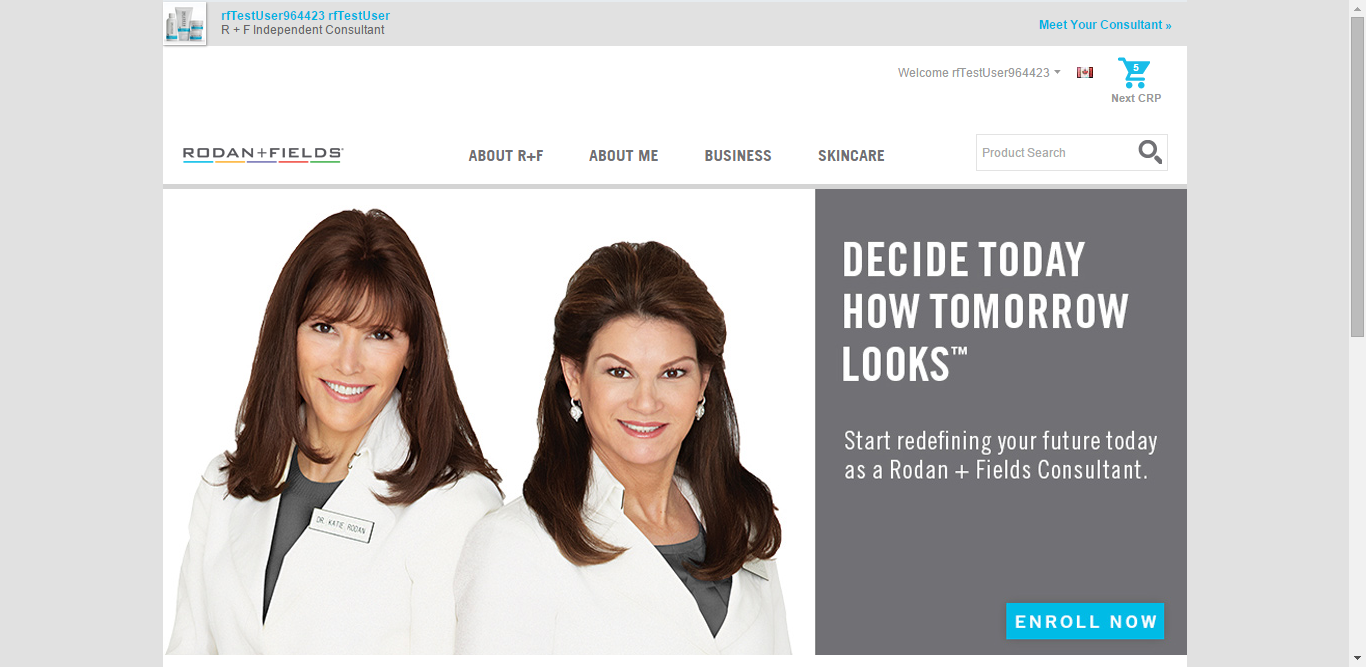 rfTestUser964423 rfTestUser
R + F Independent Consultant
Meet Your Consultant »
Welcome rfTestUser964423
5
Next CRP
RODAN+FIELDS
ABOUT R+F
ABOUT ME
BUSINESS
SKINCARE
Product Search
DECIDE TODAY
HOW TOMORROW
LOOKS™
Start redefining your future today
as a Rodan + Fields Consultant.
DR. KATIE RODAN
ENROLL NOW